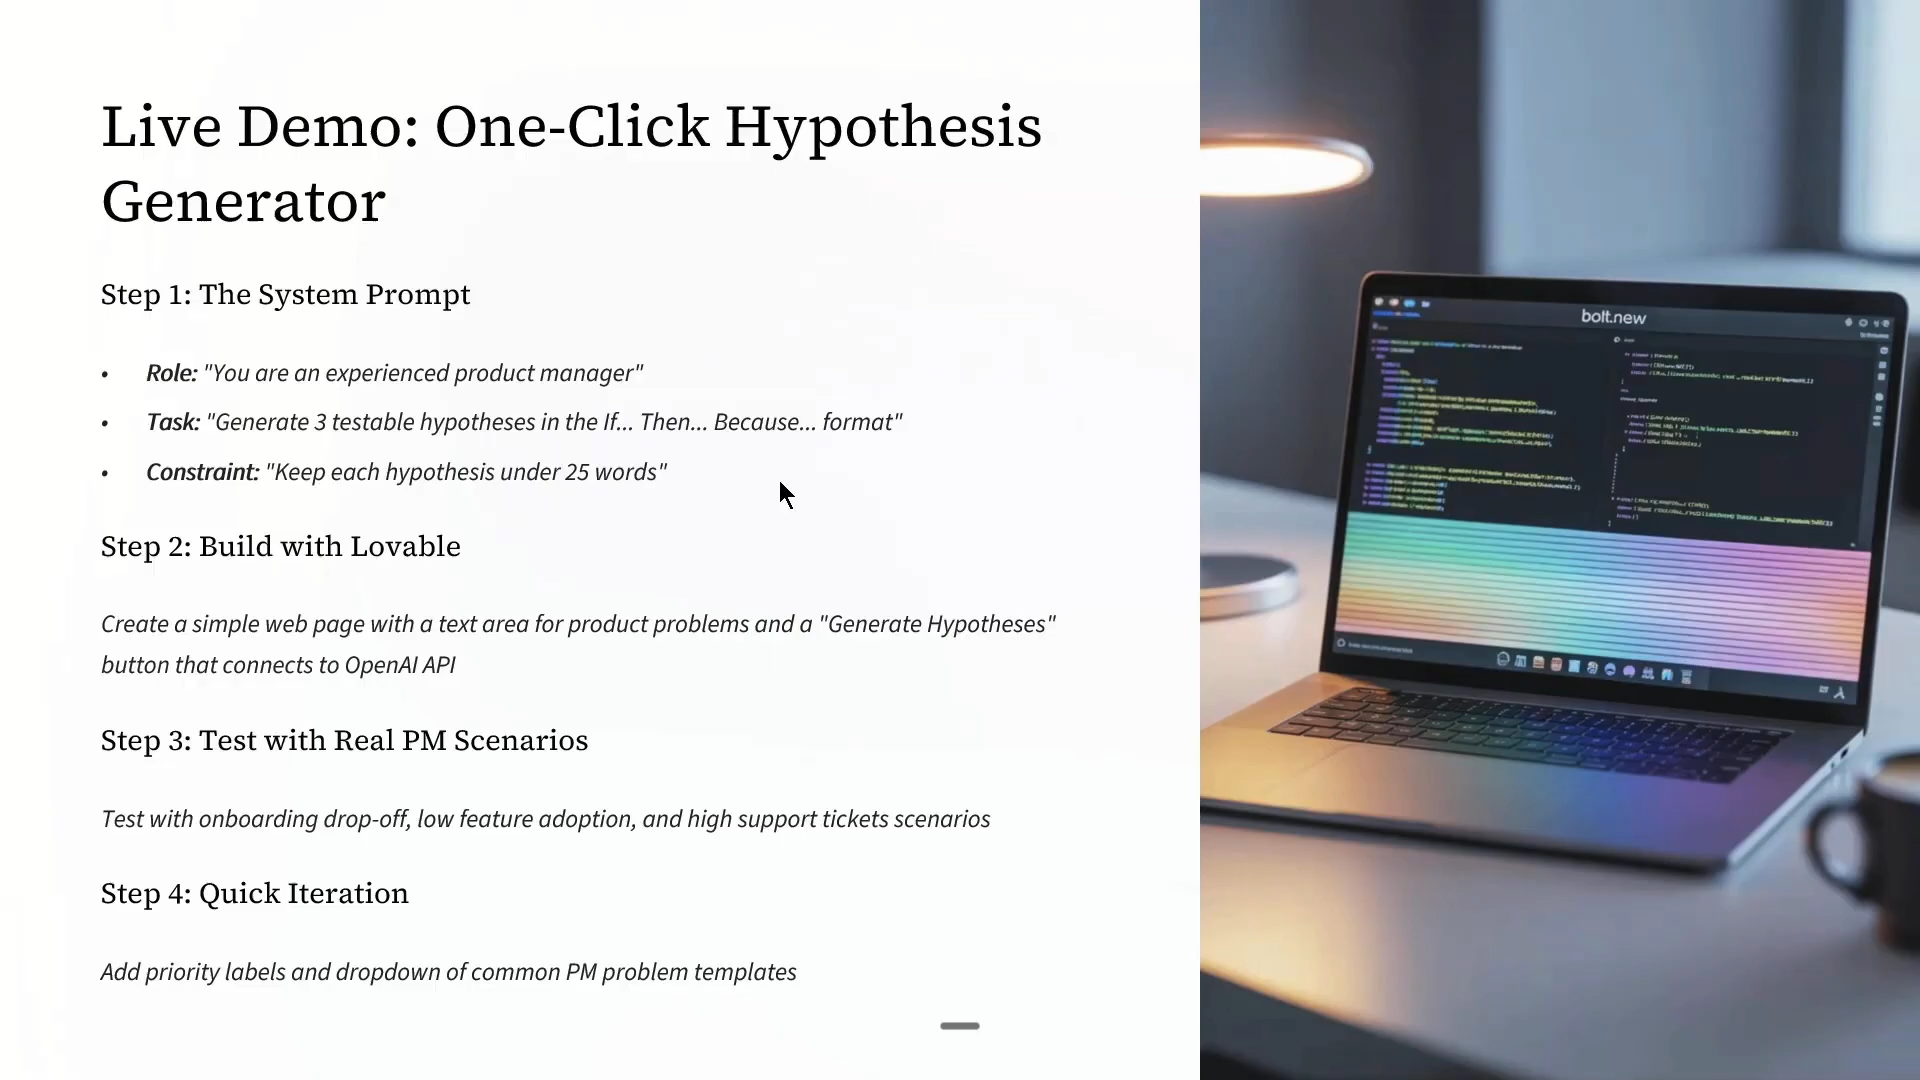 Live Demo: One-Click Hypothesis
Generator
Step 1: The System Prompt
• Role: "You are an experienced product manager"
• Task: "Generate 3 testable hypotheses in the If... Then... Because... format"
• Constraint: "Keep each hypothesis under 25 words"
Step 2: Build with Lovable
Create a simple web page with a text area for product problems and a "Generate Hypotheses"
button that connects to OpenAI API
Step 3: Test with Real PM Scenarios
Test with onboarding drop-off, low feature adoption, and high support tickets scenarios
Step 4: Quick Iteration
Add priority labels and dropdown of common PM problem templates
bolt.new